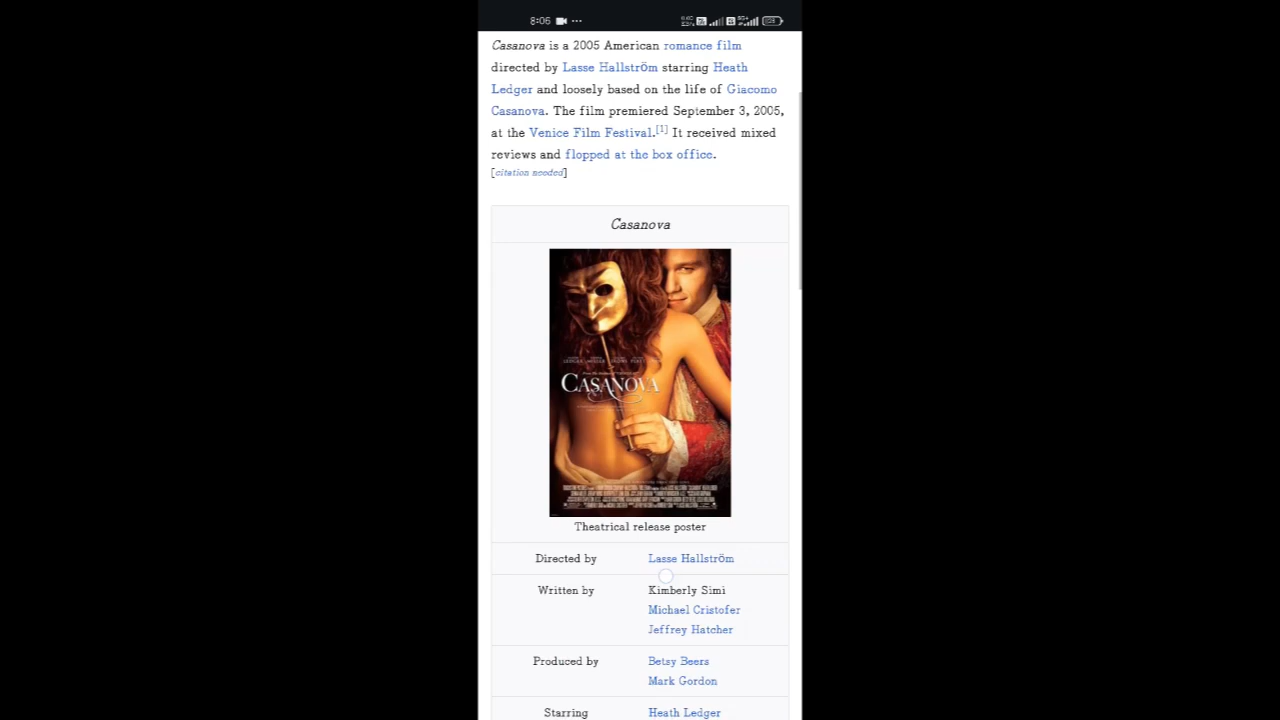 8:06
Casanova is a 2005 American romance film
directed by Lasse Hallström starring Heath
Ledger and loosely based on the life of Giacomo
Casanova. The film premiered September 3, 2005,
at the Venice Film Festival.[1] It received mixed
reviews and flopped at the box office.
[citation needed]
Casanova
CASANOVA
Theatrical release poster
Directed by Lasse Hallström
Written by Kimberly Simi
Michael Cristofer
Jeffrey Hatcher
Produced by Betsy Beers
Mark Gordon
Starring Heath Ledger